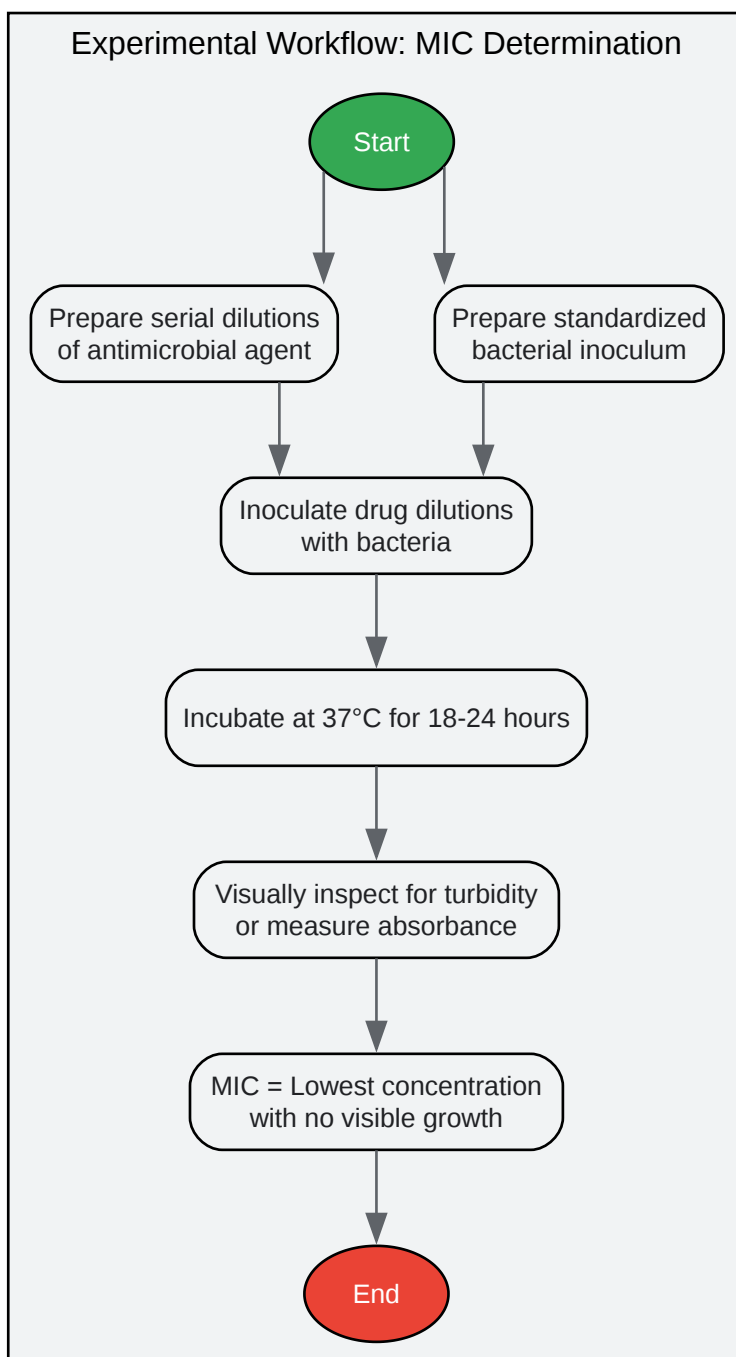 Experimental Workflow: MIC Determination
Start
Prepare serial dilutions
of antimicrobial agent
Prepare standardized
bacterial inoculum
Inoculate drug dilutions
with bacteria
Incubate at 37°C for 18-24 hours
Visually inspect for turbidity
or measure absorbance
MIC = Lowest concentration
with no visible growth
End